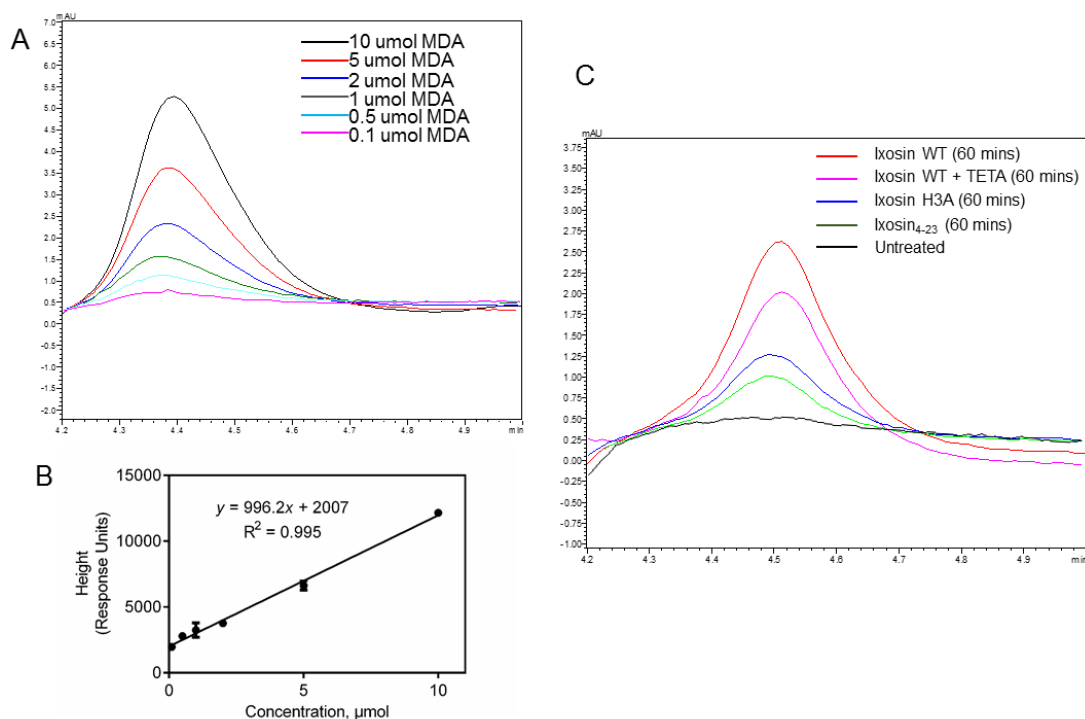 A
mAU
7.0
6.5
6.0
5.5
5.0
4.5
4.0
3.5
3.0
2.5
2.0
1.5
1.0
0.5
0.0
-0.5
-1.0
-1.5
-2.0
4.2 4.3 4.4 4.5 4.6 4.7 4.8 4.9 min
10 umol MDA
5 umol MDA
2 umol MDA
1 umol MDA
0.5 umol MDA
0.1 umol MDA
B
15000
10000
5000
0
Height
(Response Units)
y = 996.2x + 2007
R² = 0.995
0 5 10
Concentration, µmol
C
mAU
3.75
3.50
3.25
3.00
2.75
2.50
2.25
2.00
1.75
1.50
1.25
1.00
0.75
0.50
0.25
0.00
-0.25
-0.50
-0.75
-1.00
4.2 4.3 4.4 4.5 4.6 4.7 4.8 4.9 min
Ixosin WT (60 mins)
Ixosin WT + TETA (60 mins)
Ixosin H3A (60 mins)
Ixosin₄₋₂₃ (60 mins)
Untreated